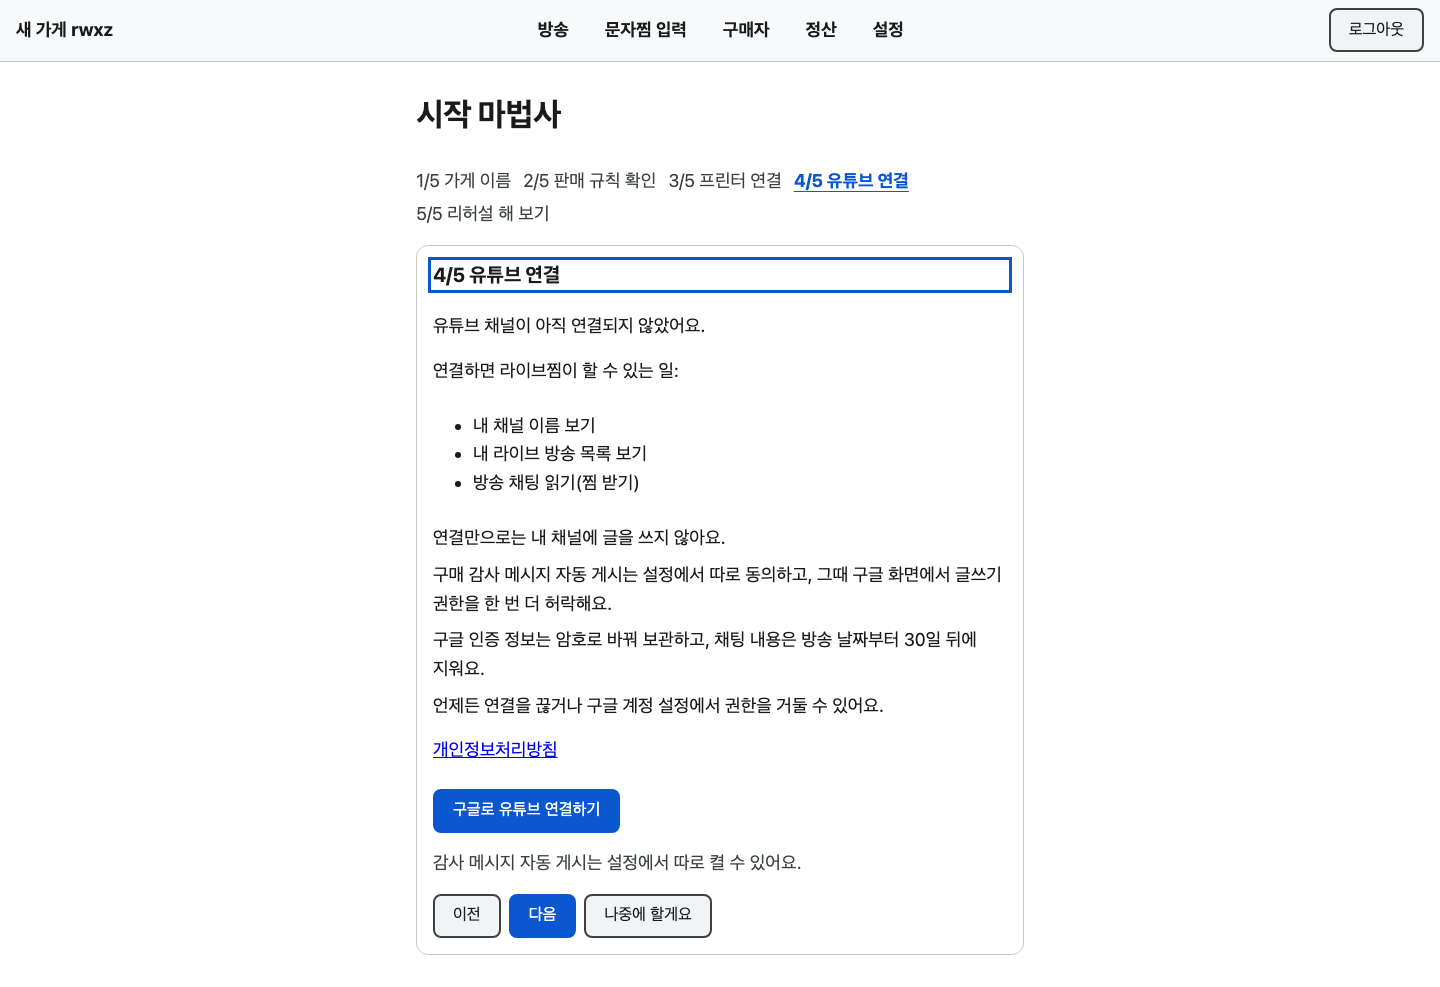 새 가게 rwxz
방송 문자찜 입력 구매자 정산 설정
로그아웃
시작 마법사
1/5 가게 이름 2/5 판매 규칙 확인 3/5 프린터 연결 4/5 유튜브 연결
5/5 리허설 해 보기
4/5 유튜브 연결
유튜브 채널이 아직 연결되지 않았어요.
연결하면 라이브찜이 할 수 있는 일:
내 채널 이름 보기
내 라이브 방송 목록 보기
방송 채팅 읽기(찜 받기)
연결만으로는 내 채널에 글을 쓰지 않아요.
구매 감사 메시지 자동 게시는 설정에서 따로 동의하고, 그때 구글 화면에서 글쓰기
권한을 한 번 더 허락해요.
구글 인증 정보는 암호로 바꿔 보관하고, 채팅 내용은 방송 날짜부터 30일 뒤에
지워요.
언제든 연결을 끊거나 구글 계정 설정에서 권한을 거둘 수 있어요.
개인정보처리방침
구글로 유튜브 연결하기
감사 메시지 자동 게시는 설정에서 따로 켤 수 있어요.
이전 다음 나중에 할게요